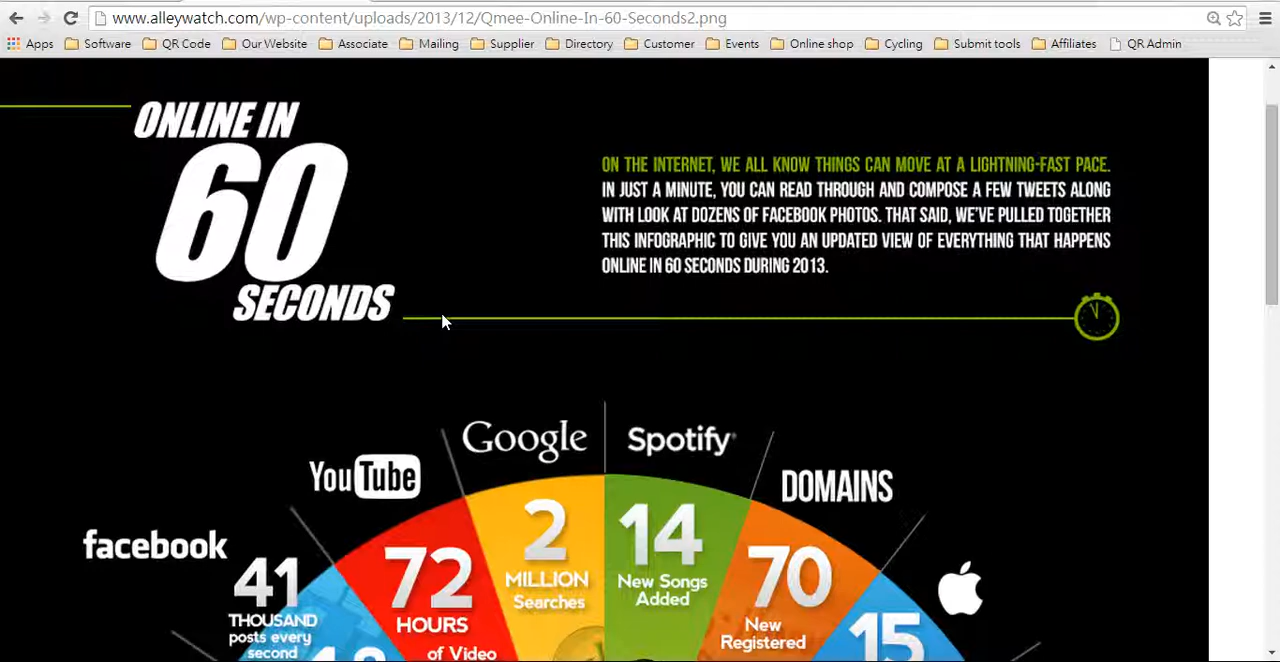 www.alleywatch.com/wp-content/uploads/2013/12/Qmee-Online-In-60-Seconds2.png
Apps Software QR Code Our Website Associate Mailing Supplier Directory Customer Events Online shop Cycling Submit tools Affiliates QR Admin
ONLINE IN
60
SECONDS
ON THE INTERNET, WE ALL KNOW THINGS CAN MOVE AT A LIGHTNING-FAST PACE.
IN JUST A MINUTE, YOU CAN READ THROUGH AND COMPOSE A FEW TWEETS ALONG
WITH LOOK AT DOZENS OF FACEBOOK PHOTOS. THAT SAID, WE'VE PULLED TOGETHER
THIS INFOGRAPHIC TO GIVE YOU AN UPDATED VIEW OF EVERYTHING THAT HAPPENS
ONLINE IN 60 SECONDS DURING 2013.
facebook
41
THOUSAND
posts every
second
YouTube
72
HOURS
of Video
Google
2
MILLION
Searches
Spotify
14
New Songs
Added
DOMAINS
70
New
Registered
15